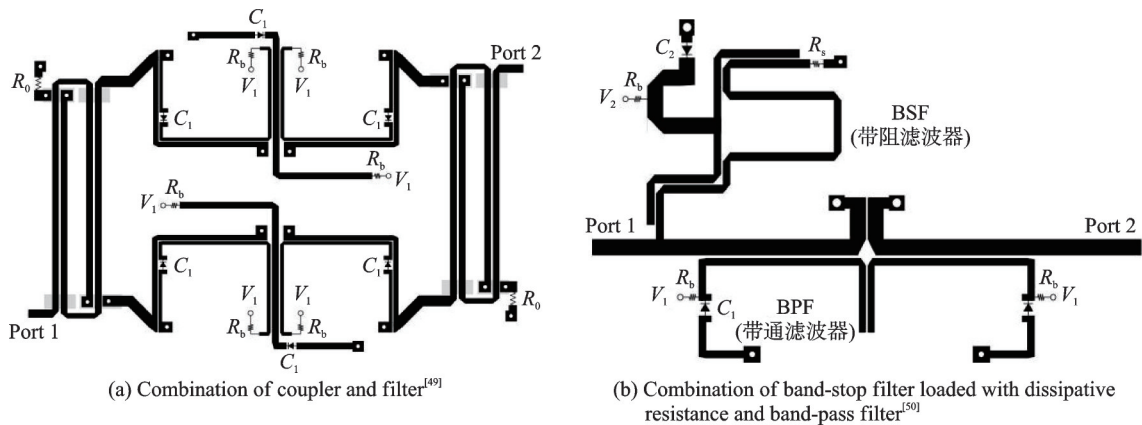 C1
Rb
Rb
V1
V1
Port 2
R0
C1
C1
Rb
V1
Rb
V1
C1
C1
V1
V1
Rb
Rb
R0
Port 1
C1
(a) Combination of coupler and filter[49]
C2
Rs
Rb
V2
BSF
(带阻滤波器)
Port 1
Port 2
Rb
V1
C1
Rb
V1
BPF
(带通滤波器)
(b) Combination of band-stop filter loaded with dissipative
resistance and band-pass filter[50]